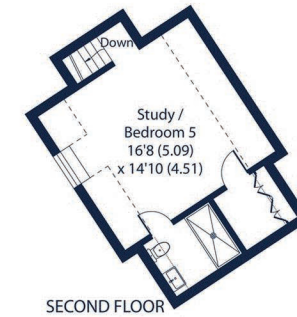 Down
Study /
Bedroom 5
16'8 (5.09)
x 14'10 (4.51)
SECOND FLOOR